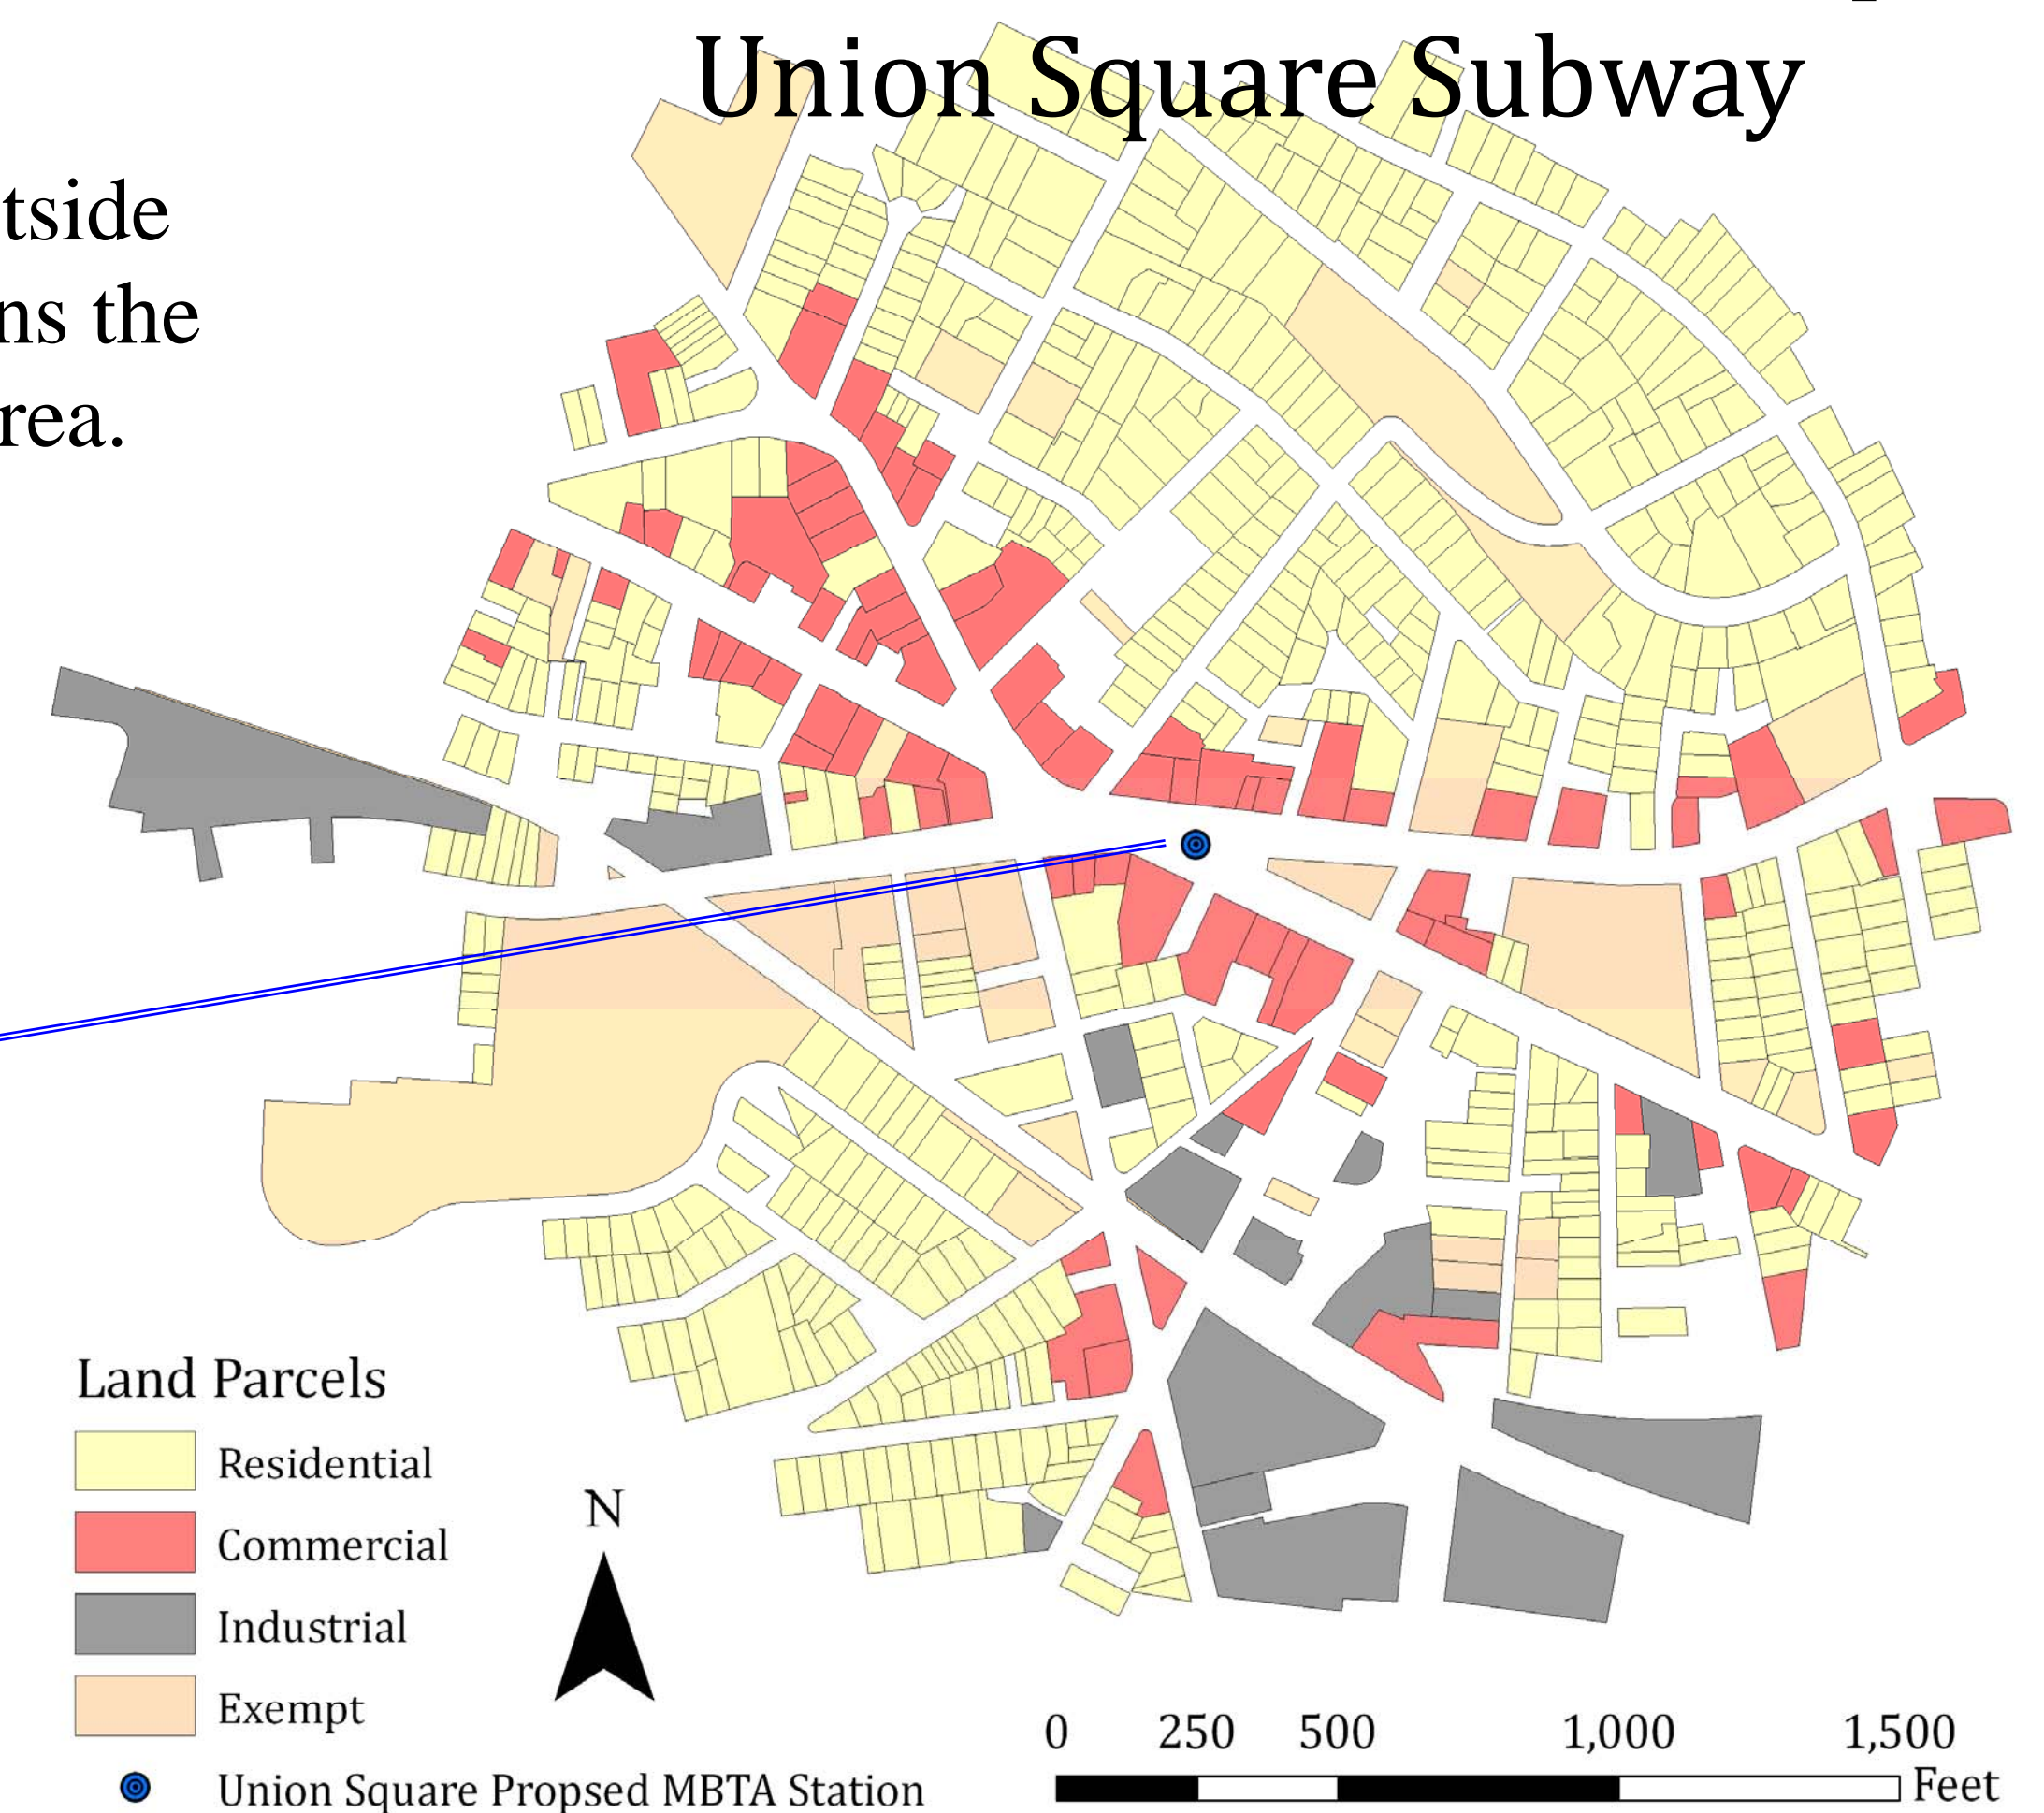 Union Square Subway
tside
ns the
rea.
Land Parcels
Residential
Commercial
Industrial
Exempt
Union Square Propsed MBTA Station
N
0 250 500 1,000 1,500
Feet